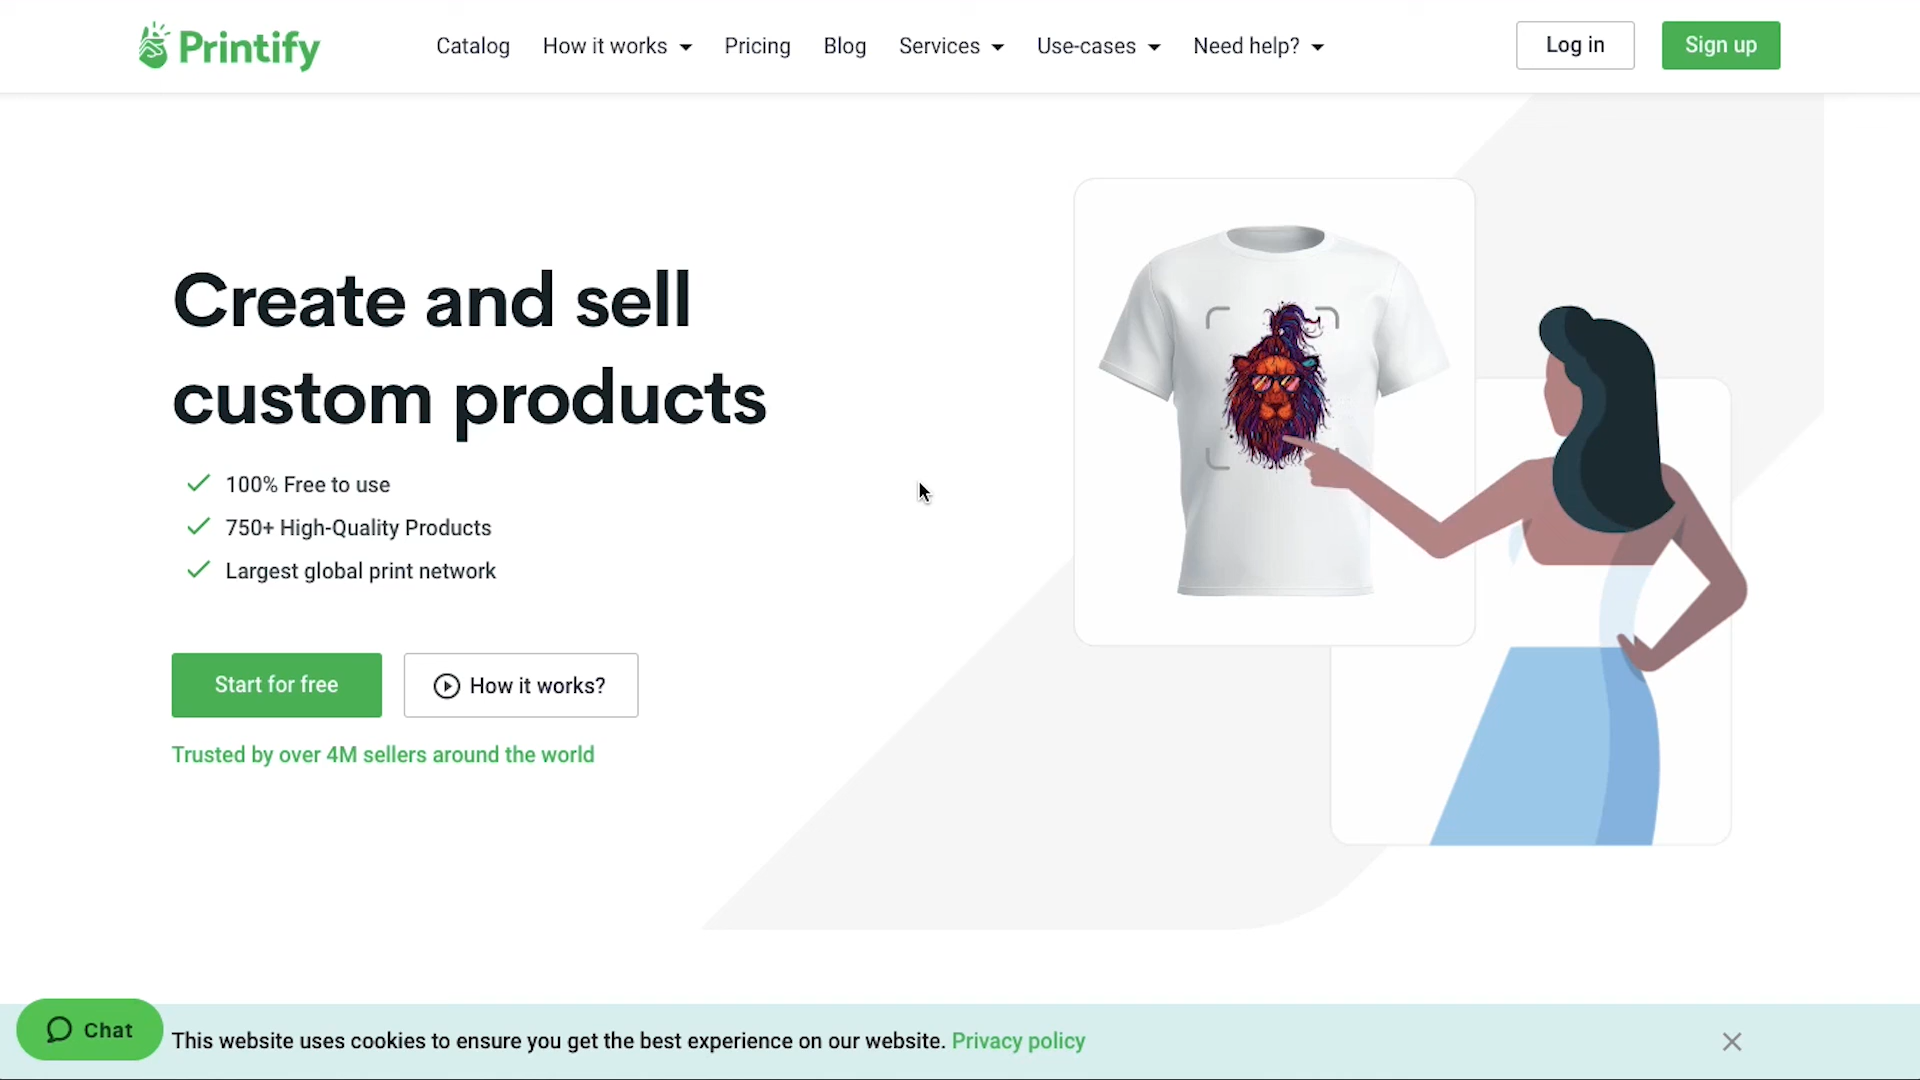 Printify
Catalog
How it works
Pricing
Blog
Services
Use-cases
Need help?
Log in
Sign up
Create and sell
custom products
100% Free to use
750+ High-Quality Products
Largest global print network
Start for free
How it works?
Trusted by over 4M sellers around the world
Chat
This website uses cookies to ensure you get the best experience on our website. Privacy policy